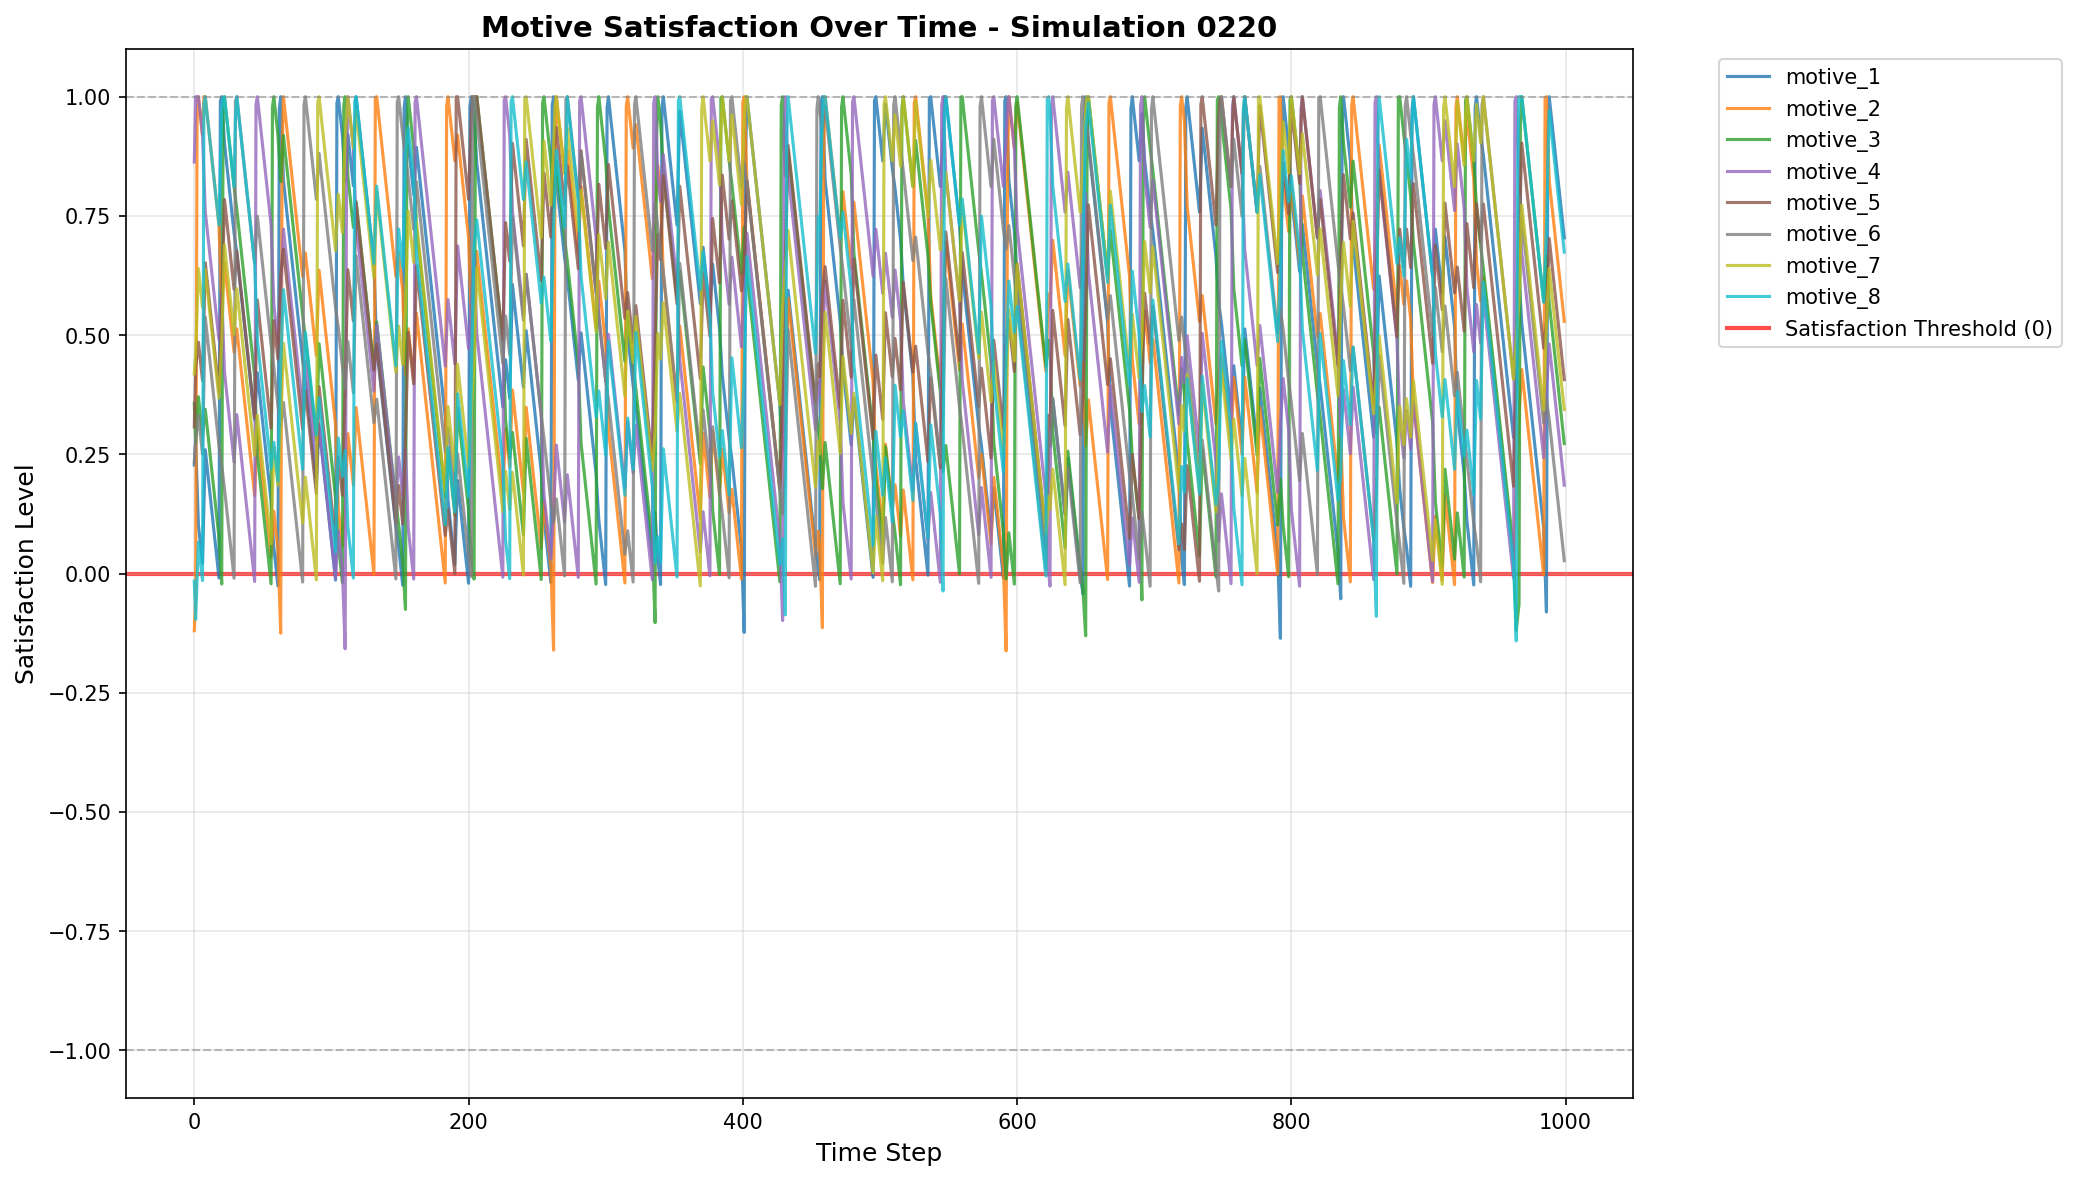 Motive Satisfaction Over Time - Simulation 0220
1.00
0.75
0.50
0.25
0.00
−0.25
−0.50
−0.75
−1.00
Satisfaction Level
0
200
400
600
800
1000
Time Step
motive_1
motive_2
motive_3
motive_4
motive_5
motive_6
motive_7
motive_8
Satisfaction Threshold (0)